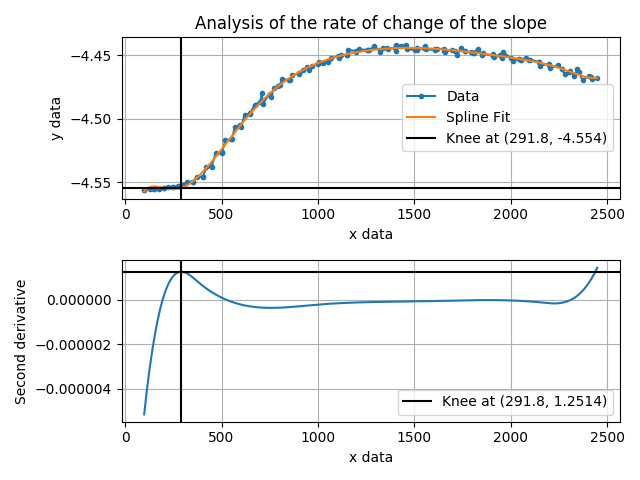 Analysis of the rate of change of the slope
−4.45
−4.50
−4.55
y data
Data
Spline Fit
Knee at (291.8, -4.554)
0 500 1000 1500 2000 2500
x data
0.000000
−0.000002
−0.000004
Second derivative
Knee at (291.8, 1.2514)
0 500 1000 1500 2000 2500
x data